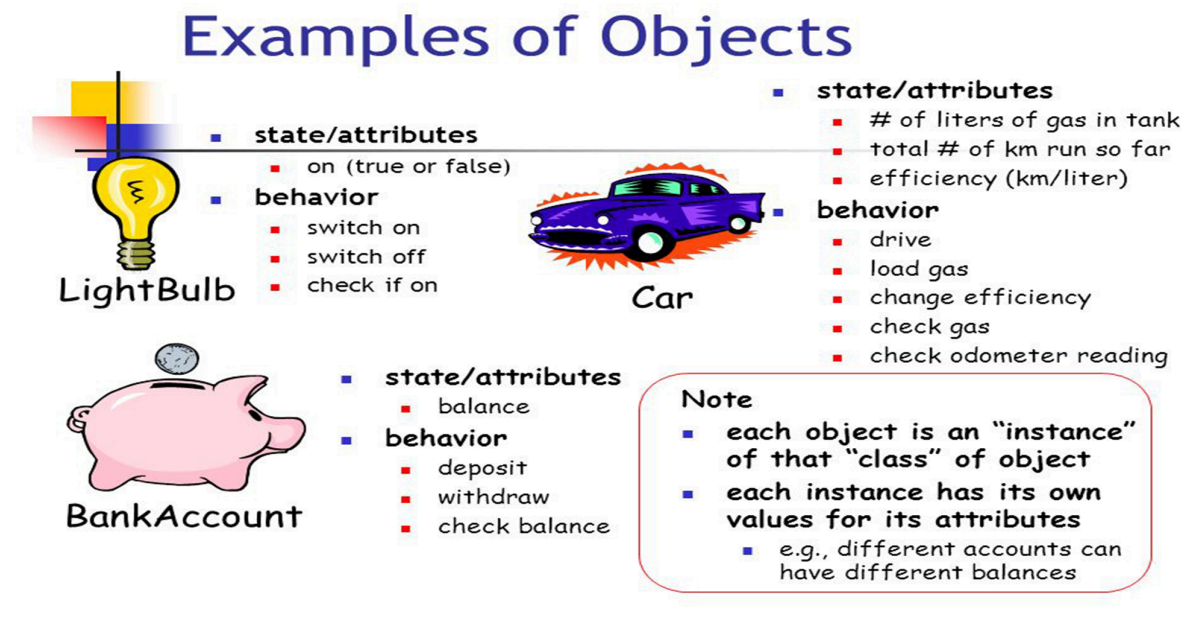 Examples of Objects
state/attributes
on (true or false)
behavior
switch on
switch off
check if on
LightBulb
state/attributes
# of liters of gas in tank
total # of km run so far
efficiency (km/liter)
behavior
drive
load gas
change efficiency
check gas
check odometer reading
Car
state/attributes
balance
behavior
deposit
withdraw
check balance
BankAccount
Note
each object is an “instance”
of that “class” of object
each instance has its own
values for its attributes
e.g., different accounts can
have different balances